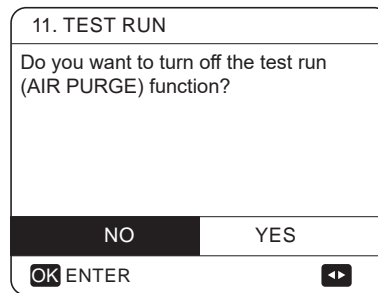 11. TEST RUN
Do you want to turn off the test run
(AIR PURGE) function?
NO YES
OK ENTER